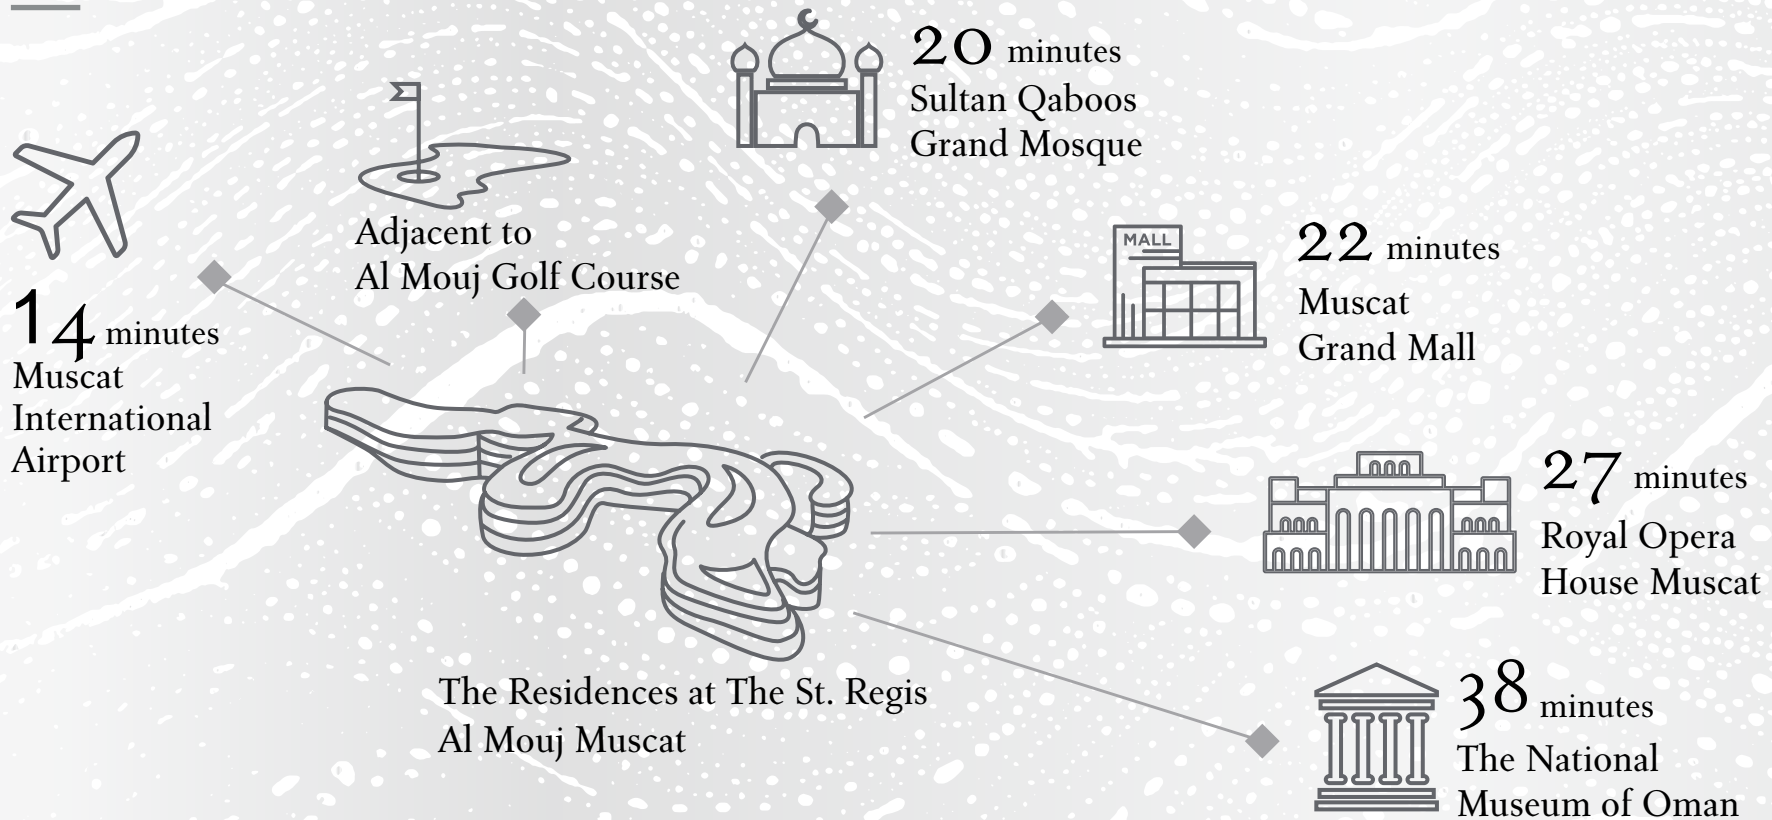 20 minutes
Sultan Qaboos
Grand Mosque
Adjacent to
Al Mouj Golf Course
MALL
22 minutes
Muscat
Grand Mall
14 minutes
Muscat
International
Airport
27 minutes
Royal Opera
House Muscat
The Residences at The St. Regis
Al Mouj Muscat
38 minutes
The National
Museum of Oman